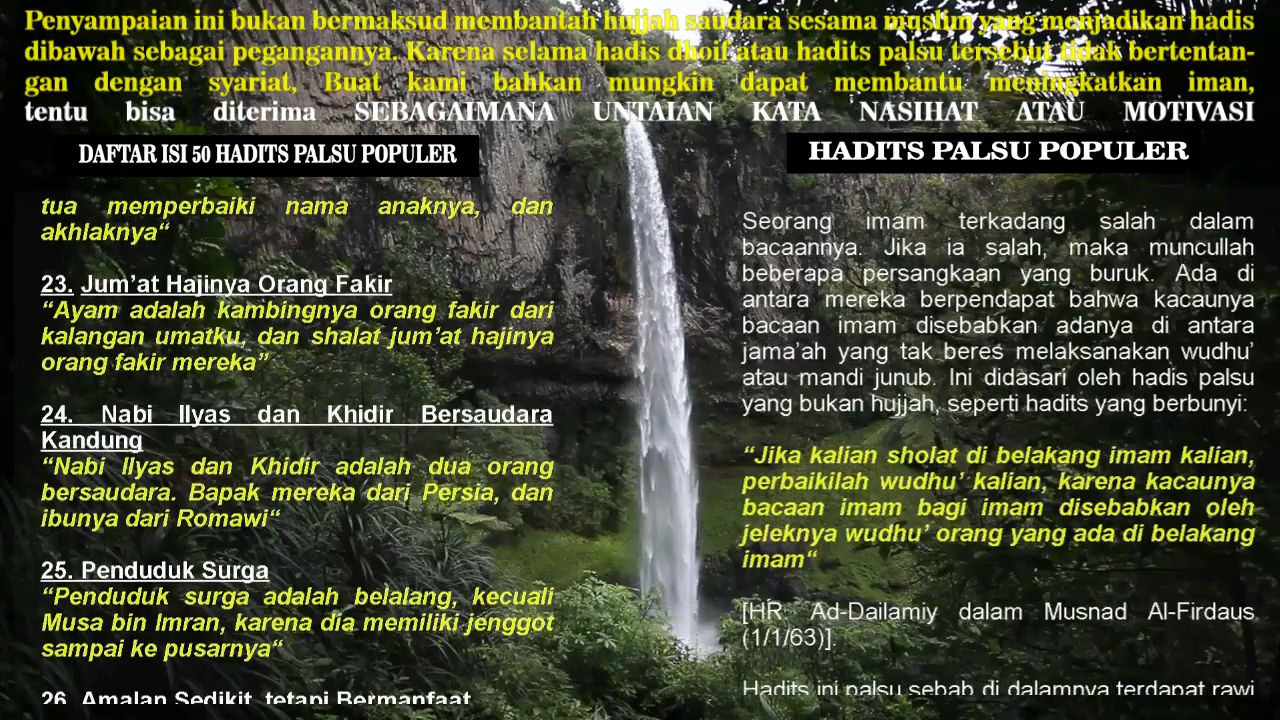 Penyampaian ini bukan bermaksud membantah hujjah saudara sesama muslim yang menjadikan hadis
dibawah sebagai pegangannya. Karena selama hadis dhoif atau hadits palsu tersebut tidak bertentan-
gan dengan syariat, Buat kami bahkan mungkin dapat membantu meningkatkan iman,
tentu bisa diterima SEBAGAIMANA UNTAIAN KATA NASIHAT ATAU MOTIVASI
DAFTAR ISI 50 HADITS PALSU POPULER
tua memperbaiki nama anaknya, dan
akhlaknya“
23. Jum’at Hajinya Orang Fakir
“Ayam adalah kambingnya orang fakir dari
kalangan umatku, dan shalat jum’at hajinya
orang fakir mereka”
24. Nabi Ilyas dan Khidir Bersaudara
Kandung
“Nabi Ilyas dan Khidir adalah dua orang
bersaudara. Bapak mereka dari Persia, dan
ibunya dari Romawi“
25. Penduduk Surga
“Penduduk surga adalah belalang, kecuali
Musa bin Imran, karena dia memiliki jenggot
sampai ke pusarnya“
26. Amalan Sedikit, tetapi Bermanfaat
HADITS PALSU POPULER
Seorang imam terkadang salah dalam
bacaannya. Jika ia salah, maka muncullah
beberapa persangkaan yang buruk. Ada di
antara mereka berpendapat bahwa kacaunya
bacaan imam disebabkan adanya di antara
jama’ah yang tak beres melaksanakan wudhu’
atau mandi junub. Ini didasari oleh hadis palsu
yang bukan hujjah, seperti hadits yang berbunyi:
“Jika kalian sholat di belakang imam kalian,
perbaikilah wudhu’ kalian, karena kacaunya
bacaan imam bagi imam disebabkan oleh
jeleknya wudhu’ orang yang ada di belakang
imam“
[HR. Ad-Dailamiy dalam Musnad Al-Firdaus
(1/1/63)].
Hadits ini palsu sebab di dalamnya terdapat rawi